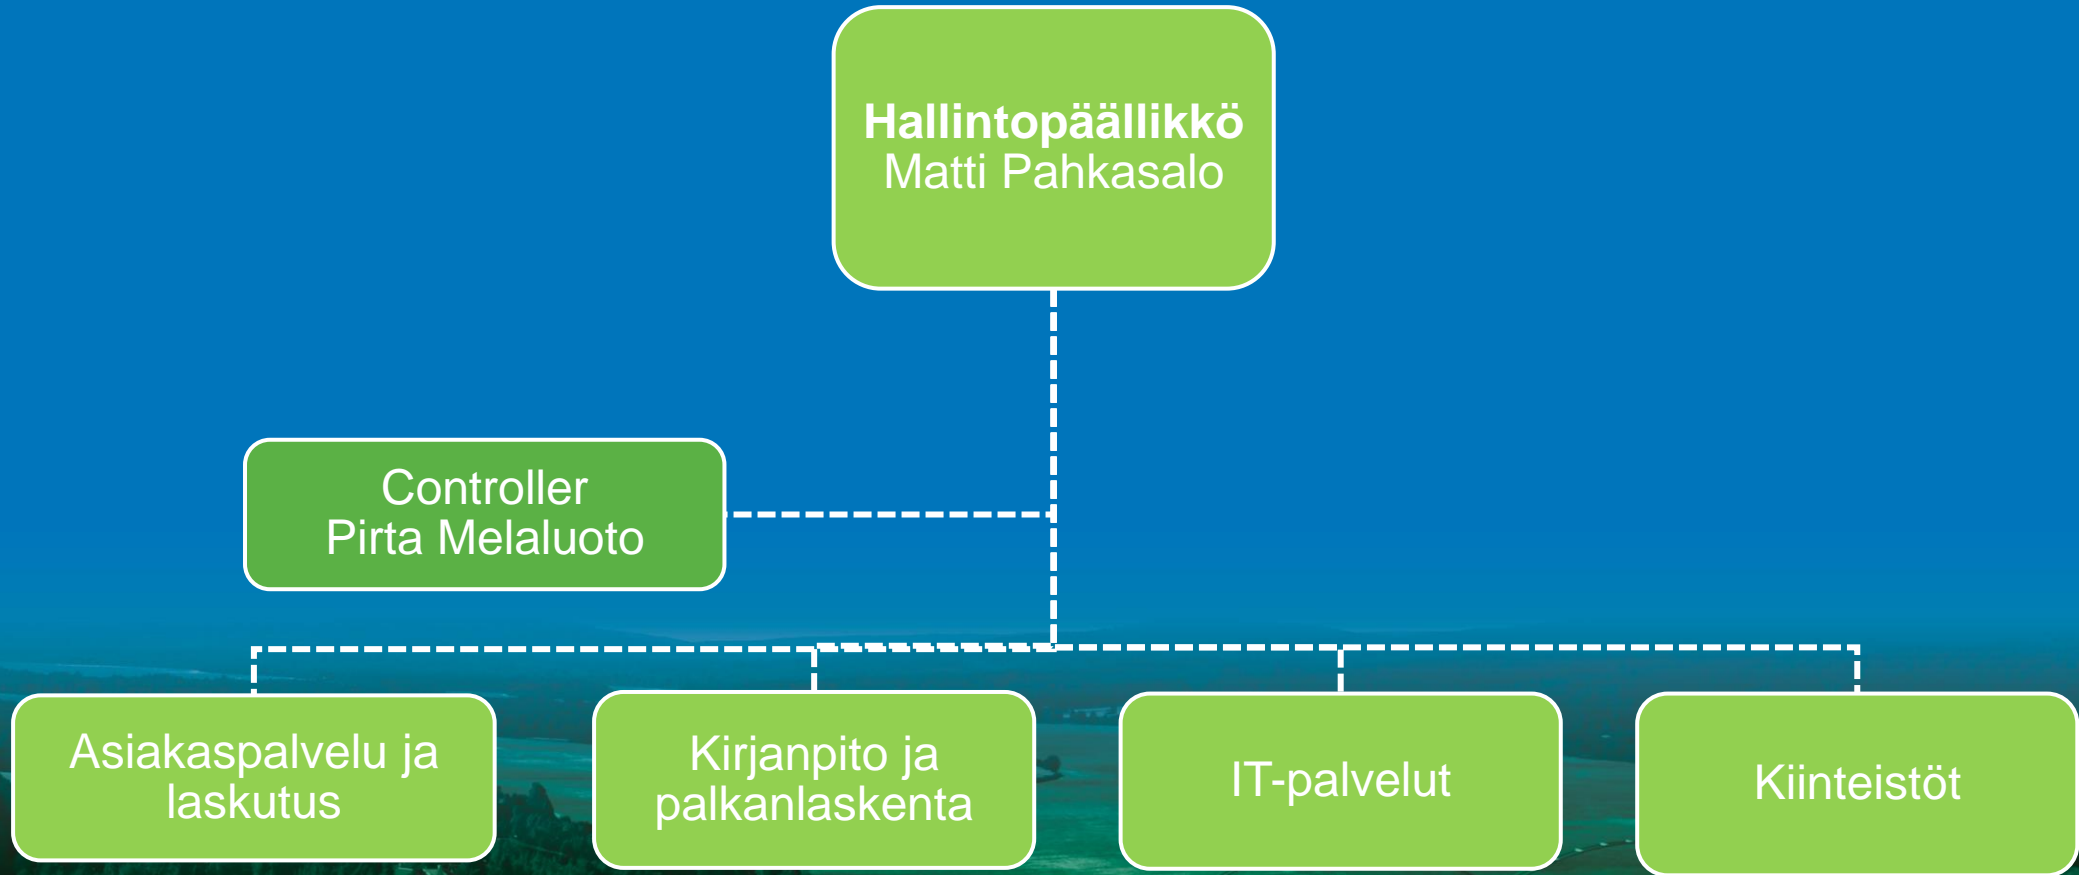 Hallintopäällikkö
Matti Pahkasalo
Controller
Pirta Melaluoto
Asiakaspalvelu ja
laskutus
Kirjanpito ja
palkanlaskenta
IT-palvelut
Kiinteistöt